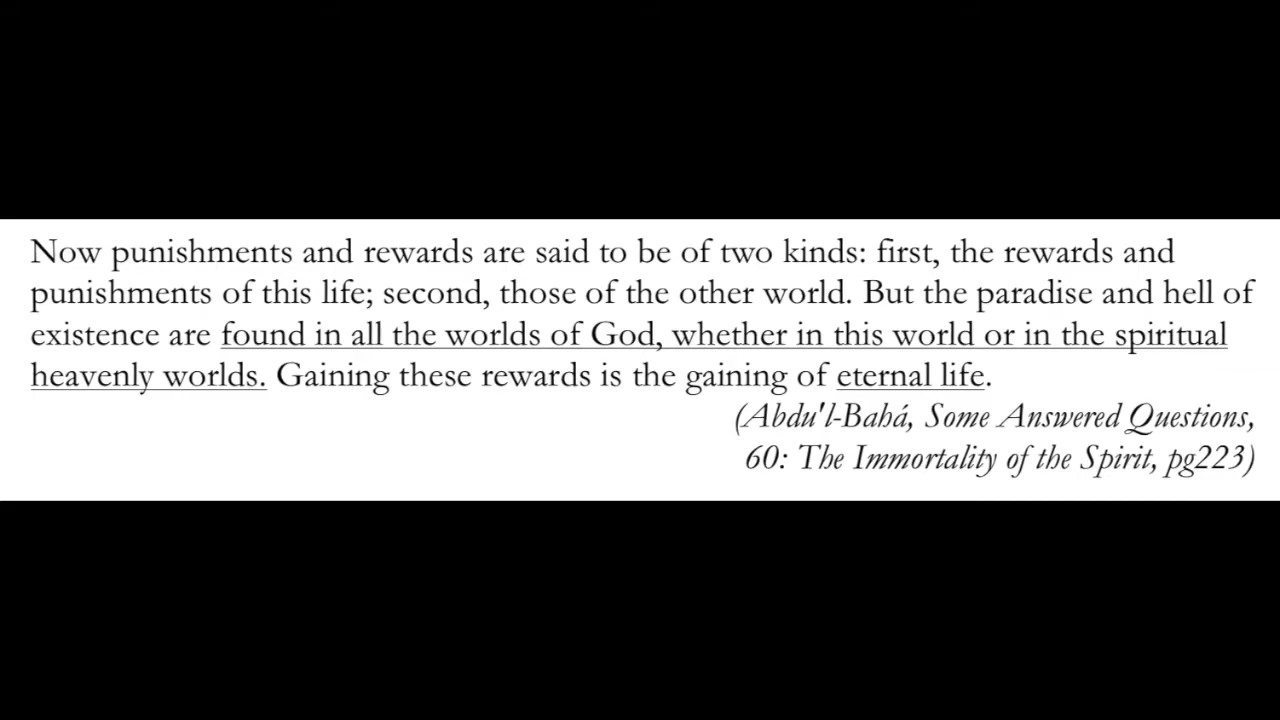 Now punishments and rewards are said to be of two kinds: first, the rewards and
punishments of this life; second, those of the other world. But the paradise and hell of
existence are found in all the worlds of God, whether in this world or in the spiritual
heavenly worlds. Gaining these rewards is the gaining of eternal life.
(Abdu'l-Bahá, Some Answered Questions,
60: The Immortality of the Spirit, pg223)